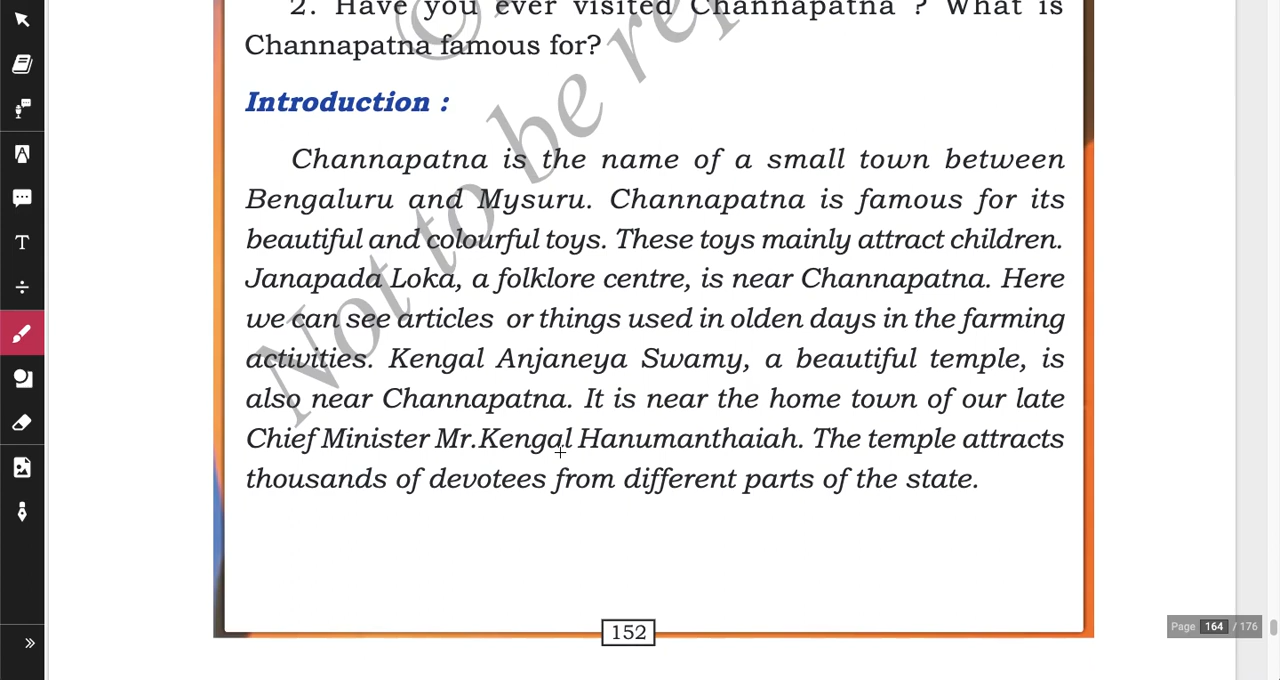 2. Have you ever visited Channapatna ? What is
Channapatna famous for?
Introduction :
Channapatna is the name of a small town between
Bengaluru and Mysuru. Channapatna is famous for its
beautiful and colourful toys. These toys mainly attract children.
Janapada Loka, a folklore centre, is near Channapatna. Here
we can see articles or things used in olden days in the farming
activities. Kengal Anjaneya Swamy, a beautiful temple, is
also near Channapatna. It is near the home town of our late
Chief Minister Mr.Kengal Hanumanthaiah. The temple attracts
thousands of devotees from different parts of the state.
Not to be rep
©
152
Page 164 / 176